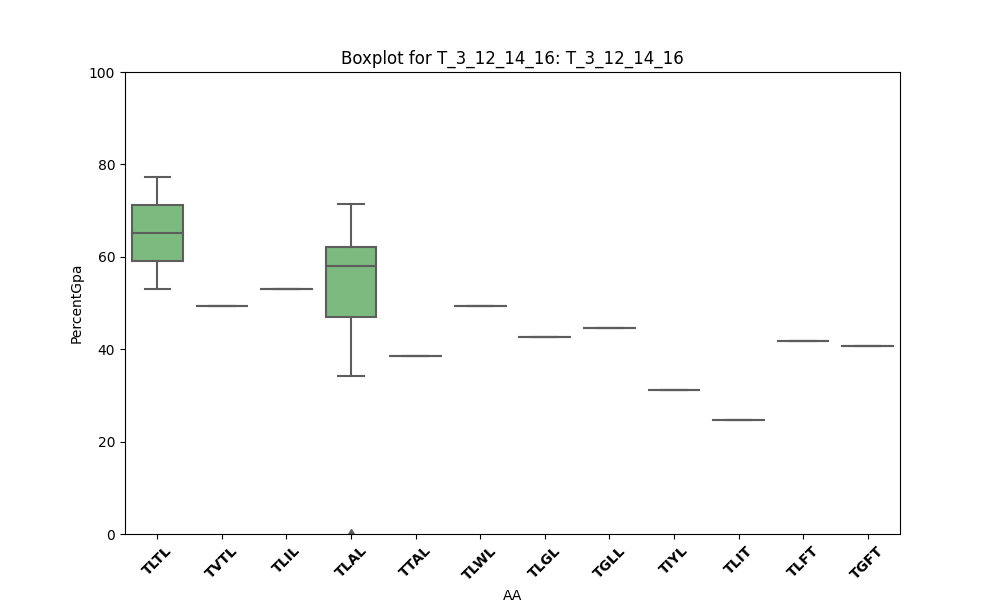 Boxplot for T_3_12_14_16: T_3_12_14_16
100
80
60
40
20
0
PercentGpa
TLTL
TVTL
TLIL
TLAL
TTAL
TLWL
TLGL
TGLL
TIYL
TLIT
TLFT
TGFT
AA